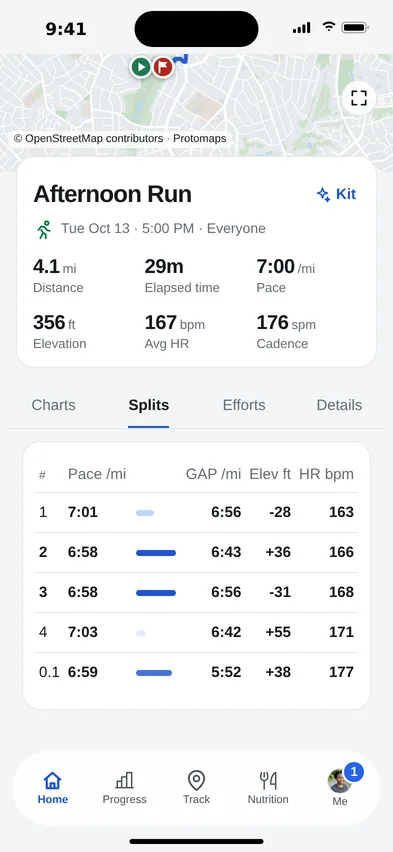 9:41
© OpenStreetMap contributors · Protomaps
Afternoon Run
Kit
Tue Oct 13 · 5:00 PM · Everyone
4.1 mi 29m 7:00 /mi
Distance Elapsed time Pace
356 ft 167 bpm 176 spm
Elevation Avg HR Cadence
Charts Splits Efforts Details
# Pace /mi GAP /mi Elev ft HR bpm
1 7:01 6:56 -28 163
2 6:58 6:43 +36 166
3 6:58 6:56 -31 168
4 7:03 6:42 +55 171
0.1 6:59 5:52 +38 177
1
Home Progress Track Nutrition Me